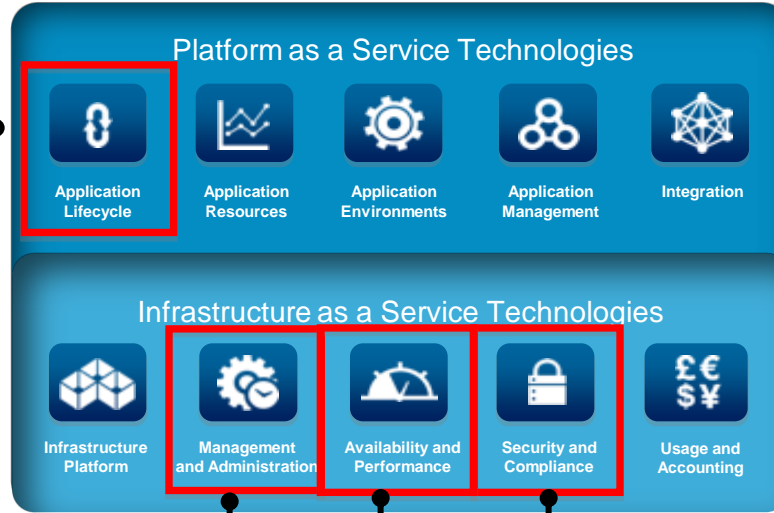 Platform as a Service Technologies
Application
Lifecycle
Application
Resources
Application
Environments
Application
Management
Integration
Infrastructure as a Service Technologies
£€
$¥
Infrastructure
Platform
Management
and Administration
Availability and
Performance
Security and
Compliance
Usage and
Accounting